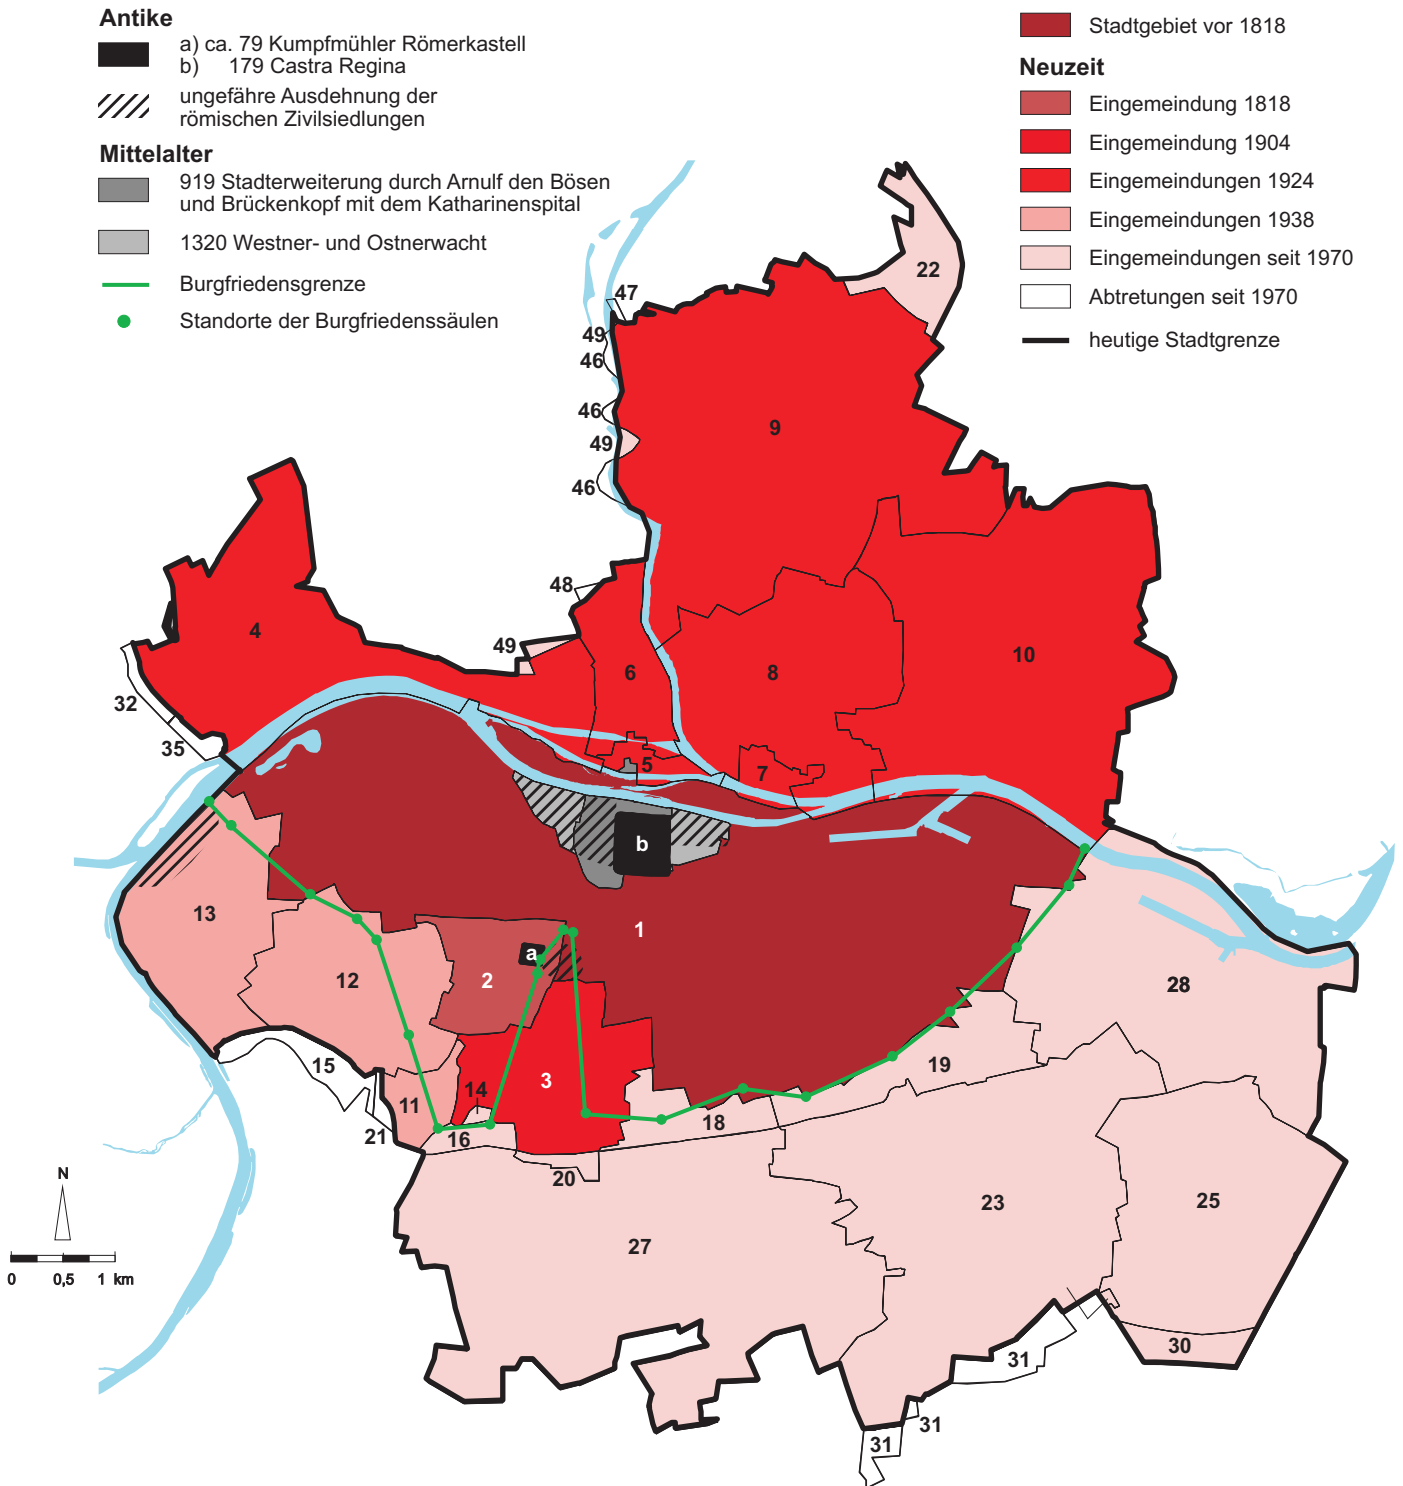 Antike
a) ca. 79 Kumpfmühler Römerkastell
b) 179 Castra Regina
ungefähre Ausdehnung der
römischen Zivilsiedlungen
Mittelalter
919 Stadterweiterung durch Arnulf den Bösen
und Brückenkopf mit dem Katharinenspital
1320 Westner- und Ostnerwacht
Burgfriedensgrenze
Standorte der Burgfriedenssäulen
Stadtgebiet vor 1818
Neuzeit
Eingemeindung 1818
Eingemeindung 1904
Eingemeindungen 1924
Eingemeindungen 1938
Eingemeindungen seit 1970
Abtretungen seit 1970
heutige Stadtgrenze
22
47
49
46
46
49
46
9
48
4
49
6
8
10
32
35
5
7
b
13
1
a
12
2
28
15
14
3
19
11
18
21
16
20
23
25
27
N
0 0,5 1 km
30
31
31
31